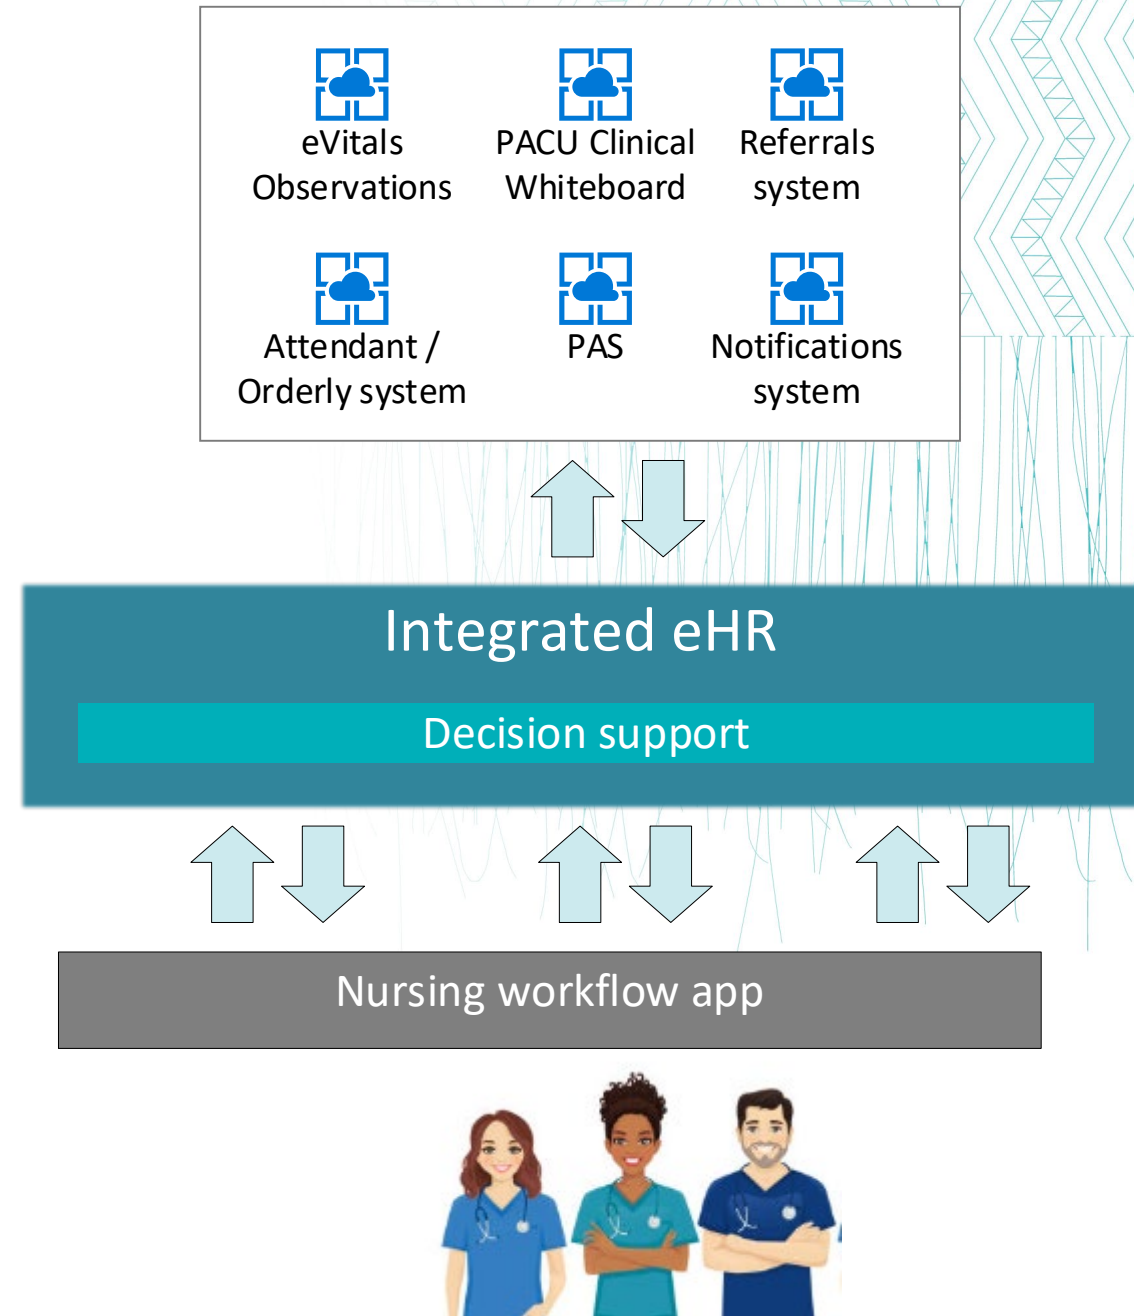 eVitals
Observations
PACU Clinical
Whiteboard
Referrals
system
Attendant /
Orderly system
PAS
Notifications
system
Integrated eHR
Decision support
Nursing workflow app